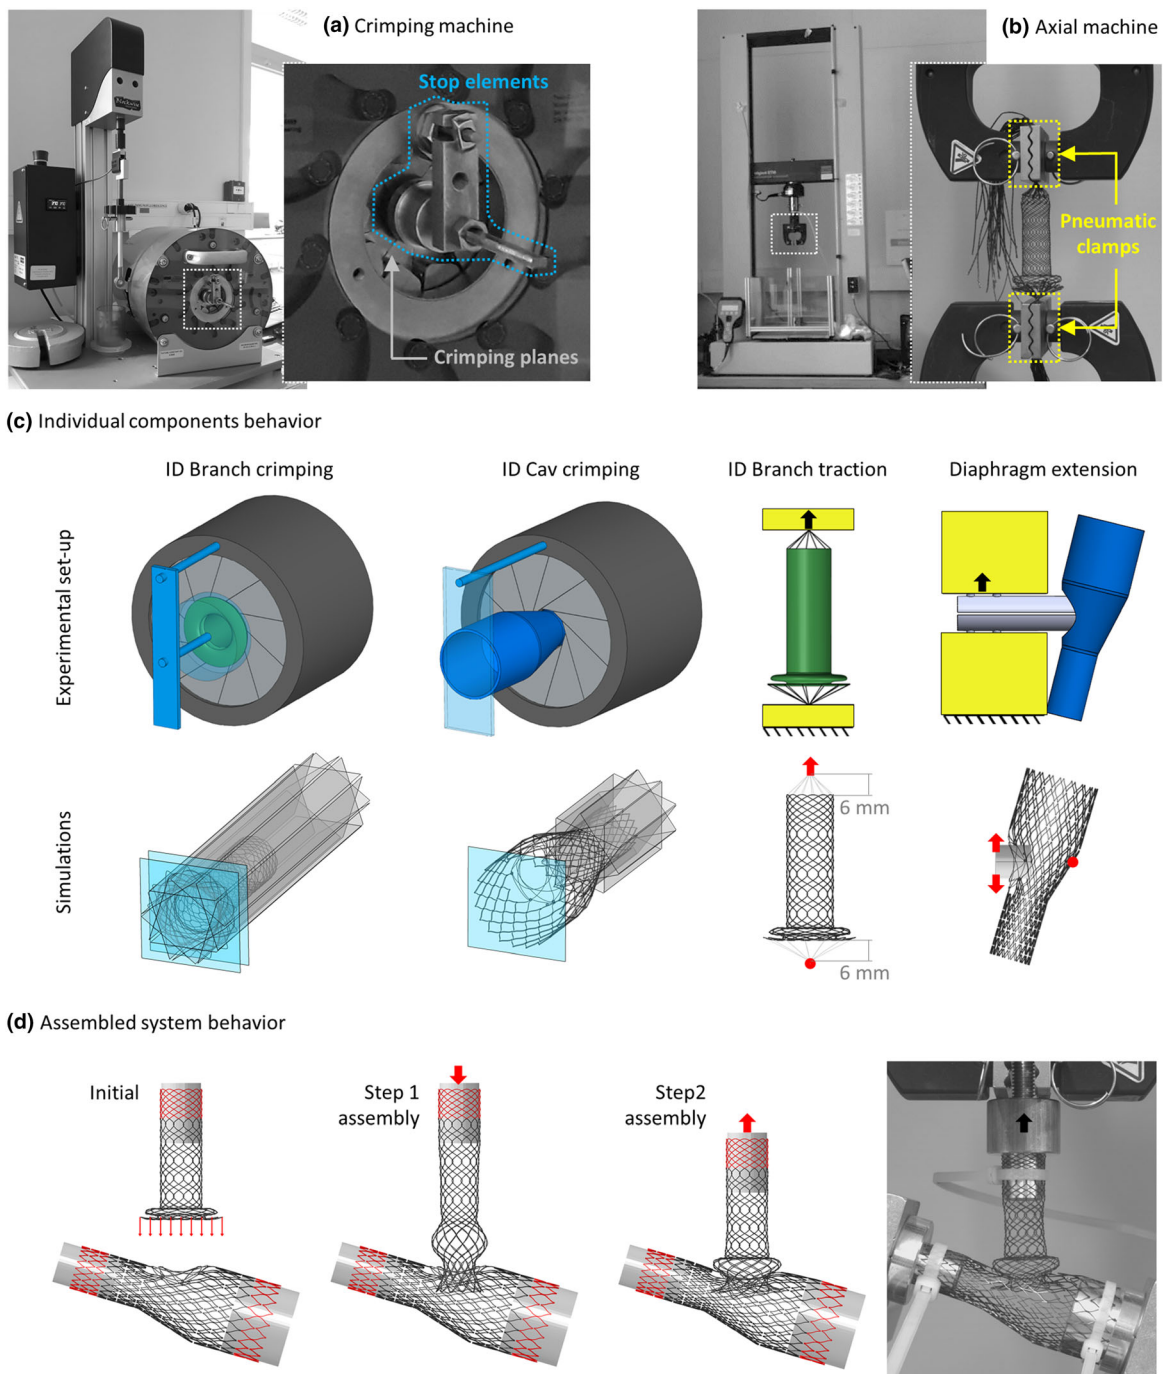 (a) Crimping machine
Stop elements
Crimping planes
(b) Axial machine
Pneumatic
clamps
(c) Individual components behavior
ID Branch crimping
ID Cav crimping
ID Branch traction
Diaphragm extension
Experimental set-up
Simulations
6 mm
6 mm
(d) Assembled system behavior
Initial
Step 1
assembly
Step2
assembly